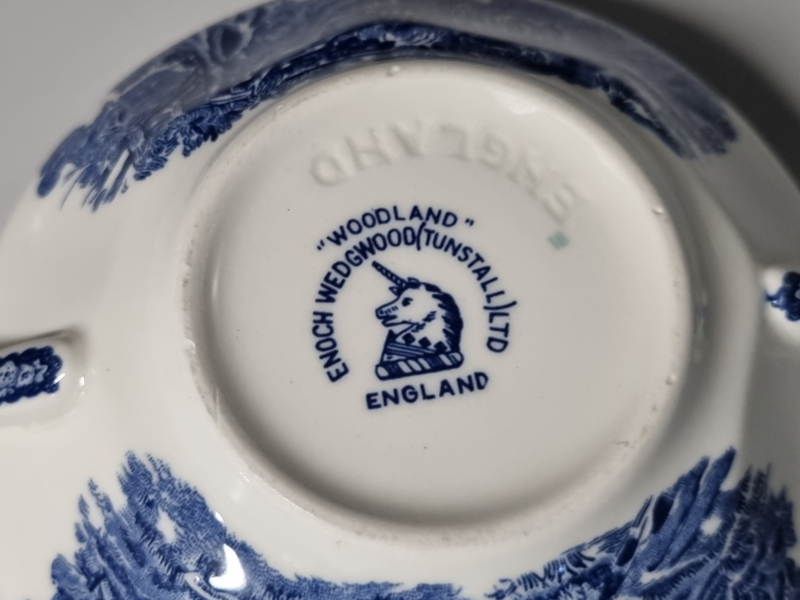 ENGLAND
"WOODLAND"
ENOCH WEDGWOOD (TUNSTALL) LTD
ENGLAND